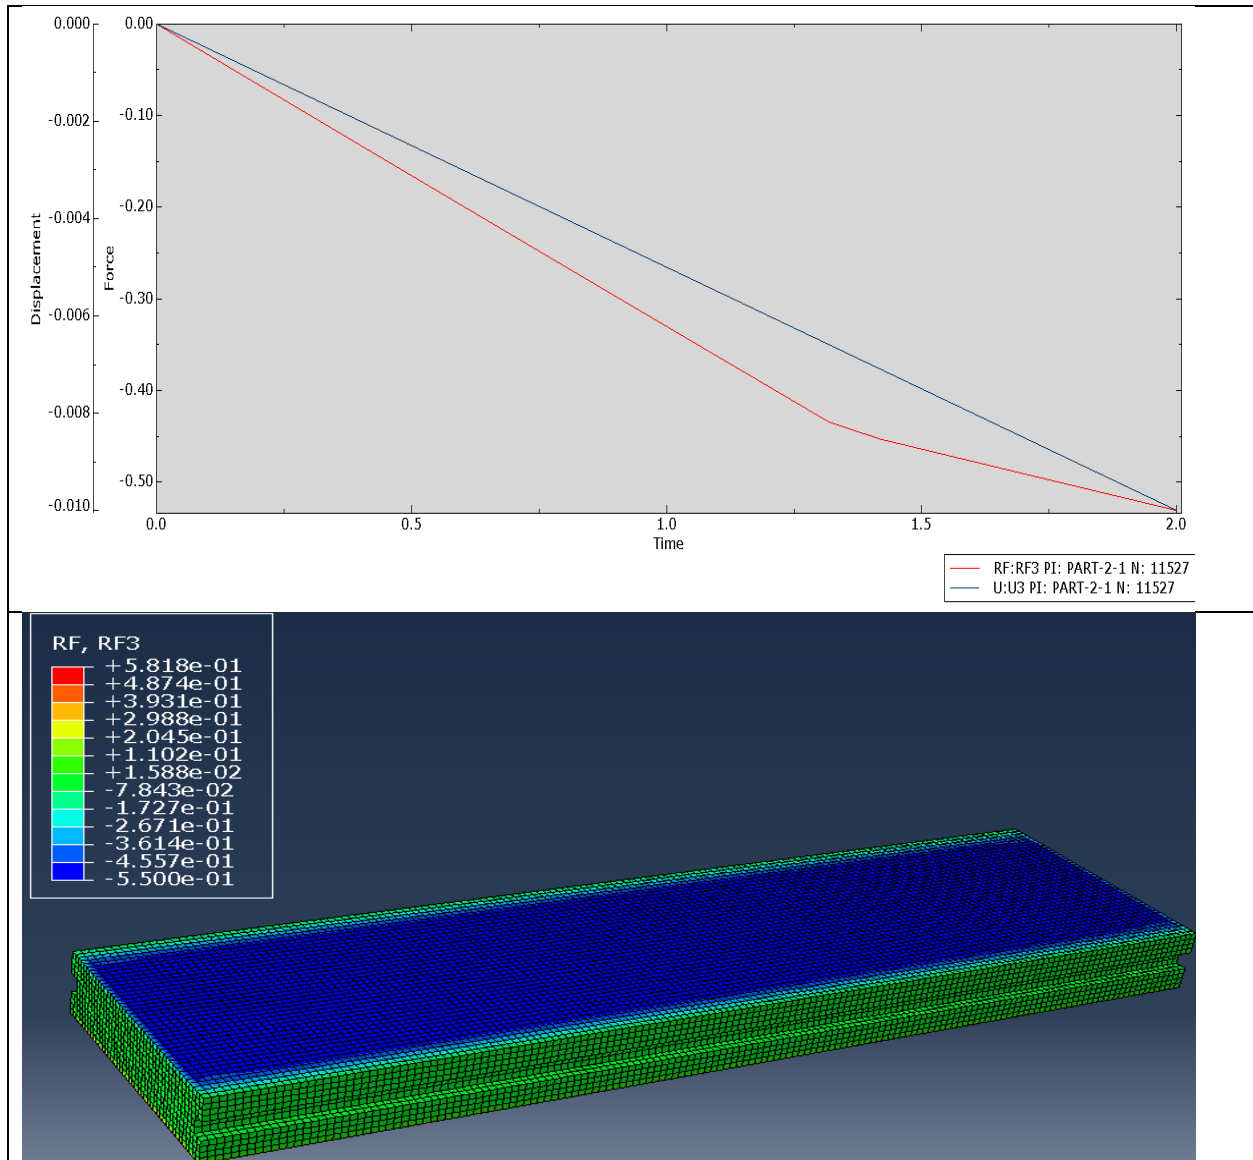 0.000
-0.002
-0.004
-0.006
-0.008
-0.010
Displacement
0.00
-0.10
-0.20
-0.30
-0.40
-0.50
Force
0.0 0.5 1.0 1.5 2.0
Time
RF:RF3 PI: PART-2-1 N: 11527
U:U3 PI: PART-2-1 N: 11527
RF, RF3
+5.818e-01
+4.874e-01
+3.931e-01
+2.988e-01
+2.045e-01
+1.102e-01
+1.588e-02
-7.843e-02
-1.727e-01
-2.671e-01
-3.614e-01
-4.557e-01
-5.500e-01